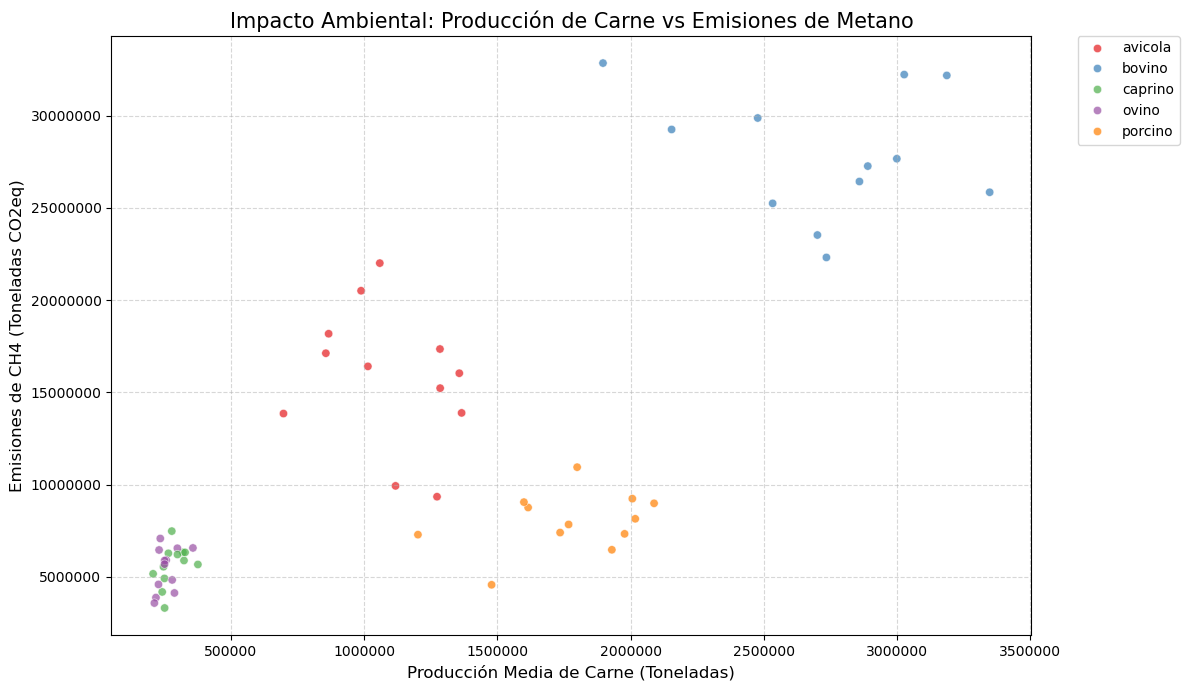 Impacto Ambiental: Producción de Carne vs Emisiones de Metano
avicola
bovino
caprino
ovino
porcino
Emisiones de CH4 (Toneladas CO2eq)
30000000
25000000
20000000
15000000
10000000
5000000
500000 1000000 1500000 2000000 2500000 3000000 3500000
Producción Media de Carne (Toneladas)